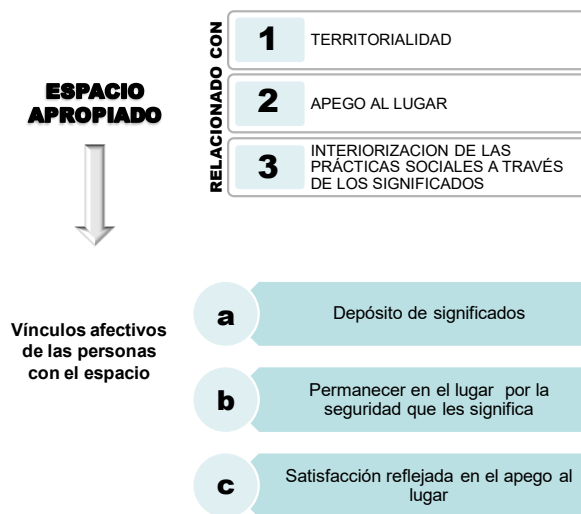 ESPACIO
APROPIADO
RELACIONADO CON
1 TERRITORIALIDAD
2 APEGO AL LUGAR
3 INTERIORIZACION DE LAS
PRÁCTICAS SOCIALES A TRAVÉS
DE LOS SIGNIFICADOS
Vínculos afectivos
de las personas
con el espacio
a Depósito de significados
b Permanecer en el lugar por la
seguridad que les significa
c Satisfacción reflejada en el apego al
lugar